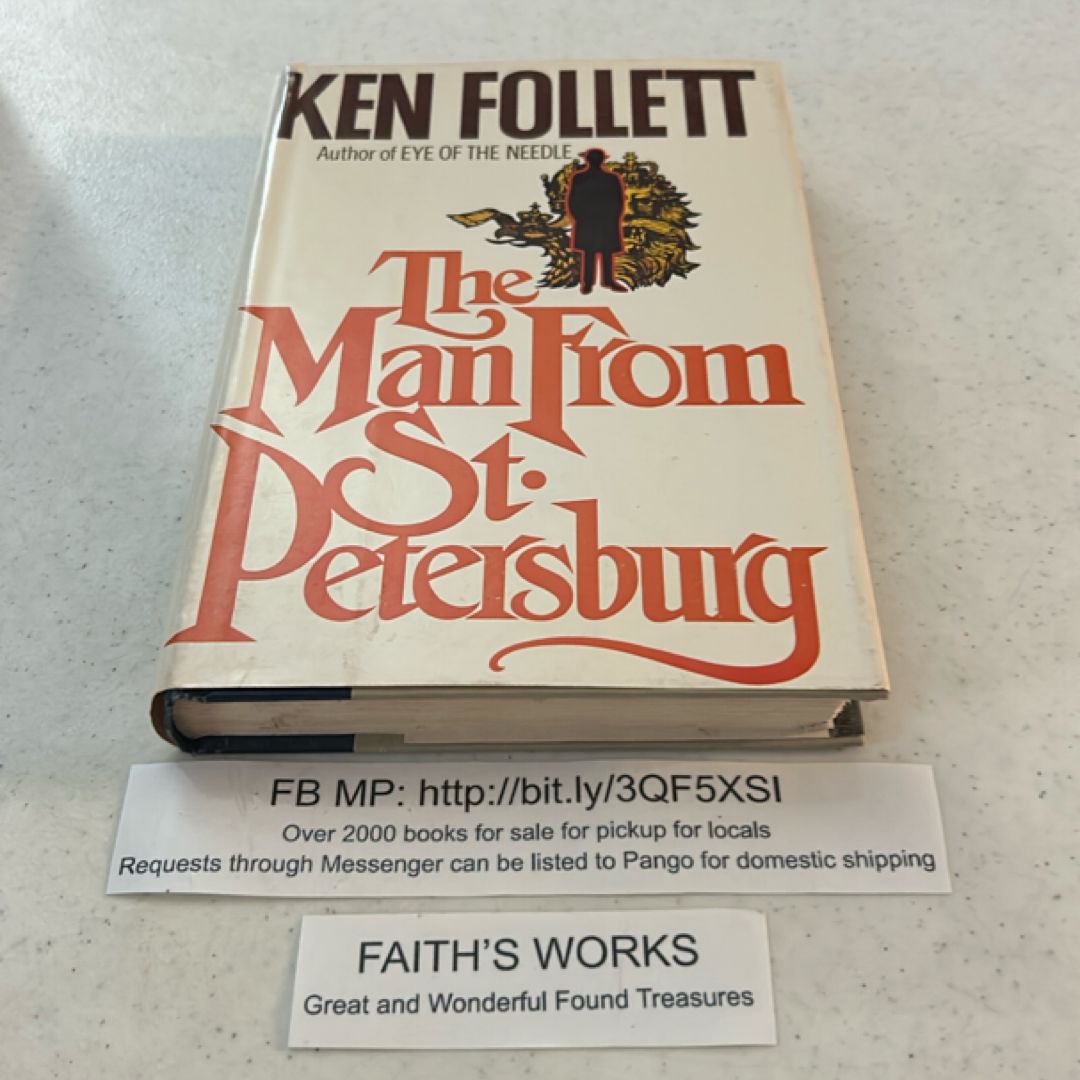 KEN FOLLETT
Author of EYE OF THE NEEDLE
The
Man From
St.
Petersburg
FB MP: http://bit.ly/3QF5XSI
Over 2000 books for sale for pickup for locals
Requests through Messenger can be listed to Pango for domestic shipping
FAITH'S WORKS
Great and Wonderful Found Treasures